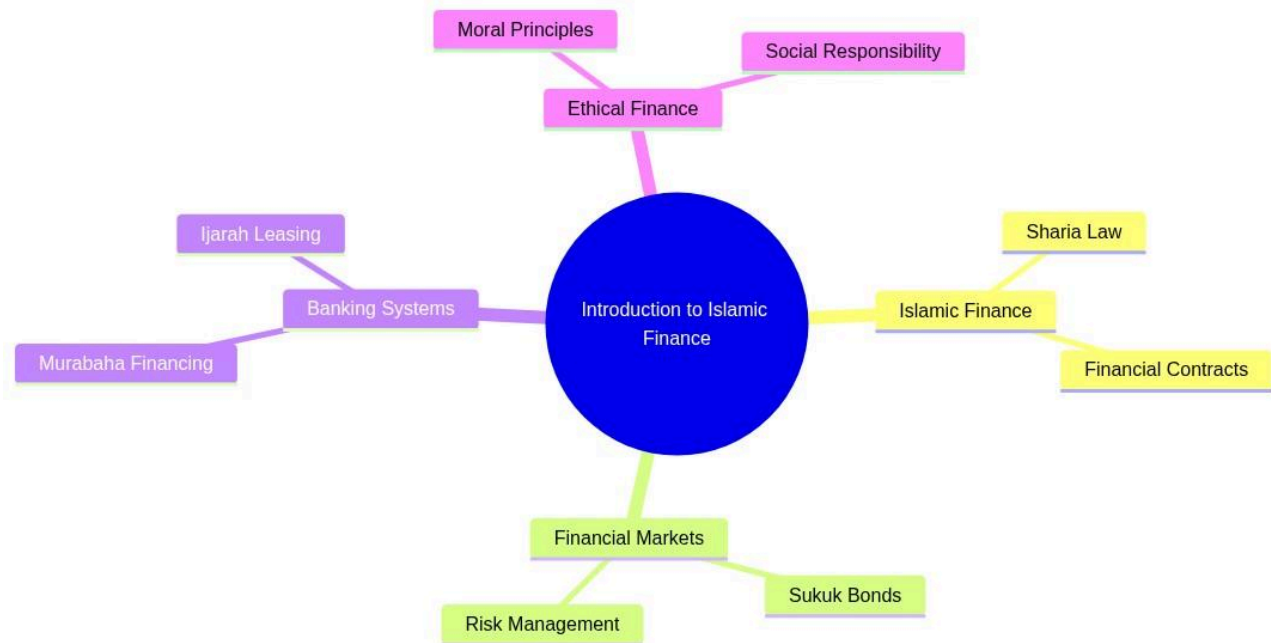 Moral Principles
Social Responsibility
Ethical Finance
Ijarah Leasing
Banking Systems
Murabaha Financing
Introduction to Islamic
Finance
Sharia Law
Islamic Finance
Financial Contracts
Financial Markets
Sukuk Bonds
Risk Management